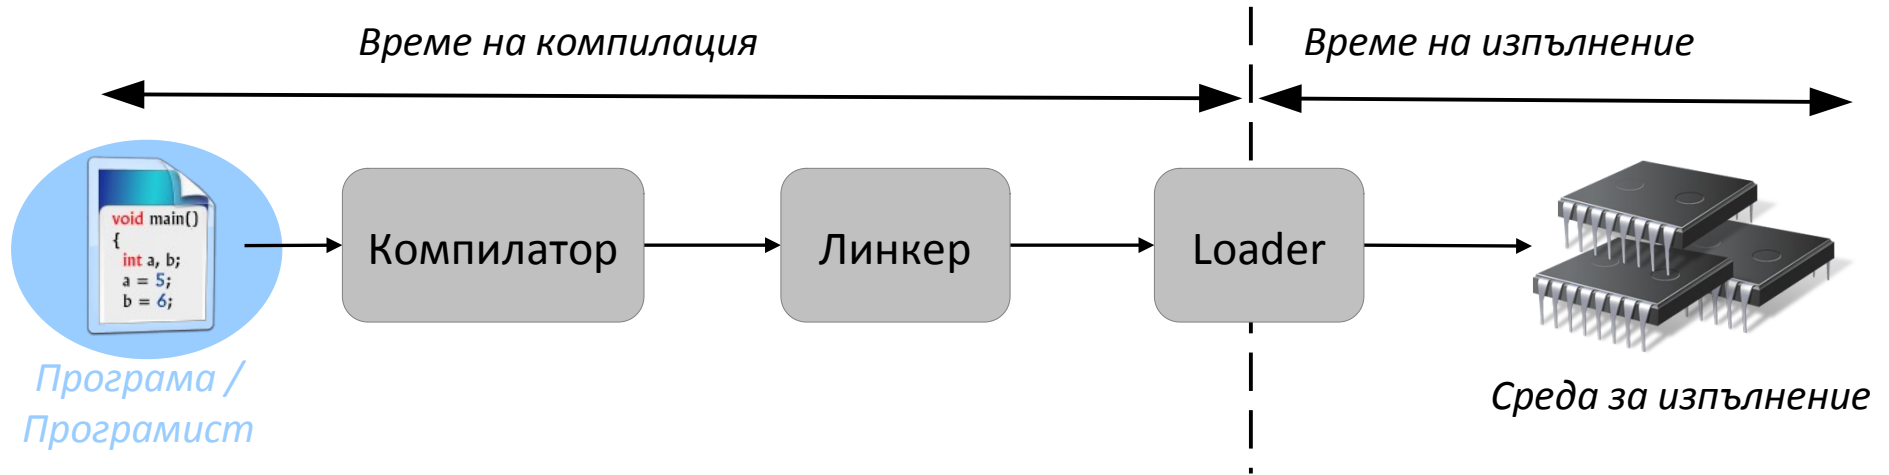 Време на компилация
Време на изпълнение
void main()
{
int a, b;
a = 5;
b = 6;
Компилатор
Линкер
Loader
Програма /
Програмист
Среда за изпълнение